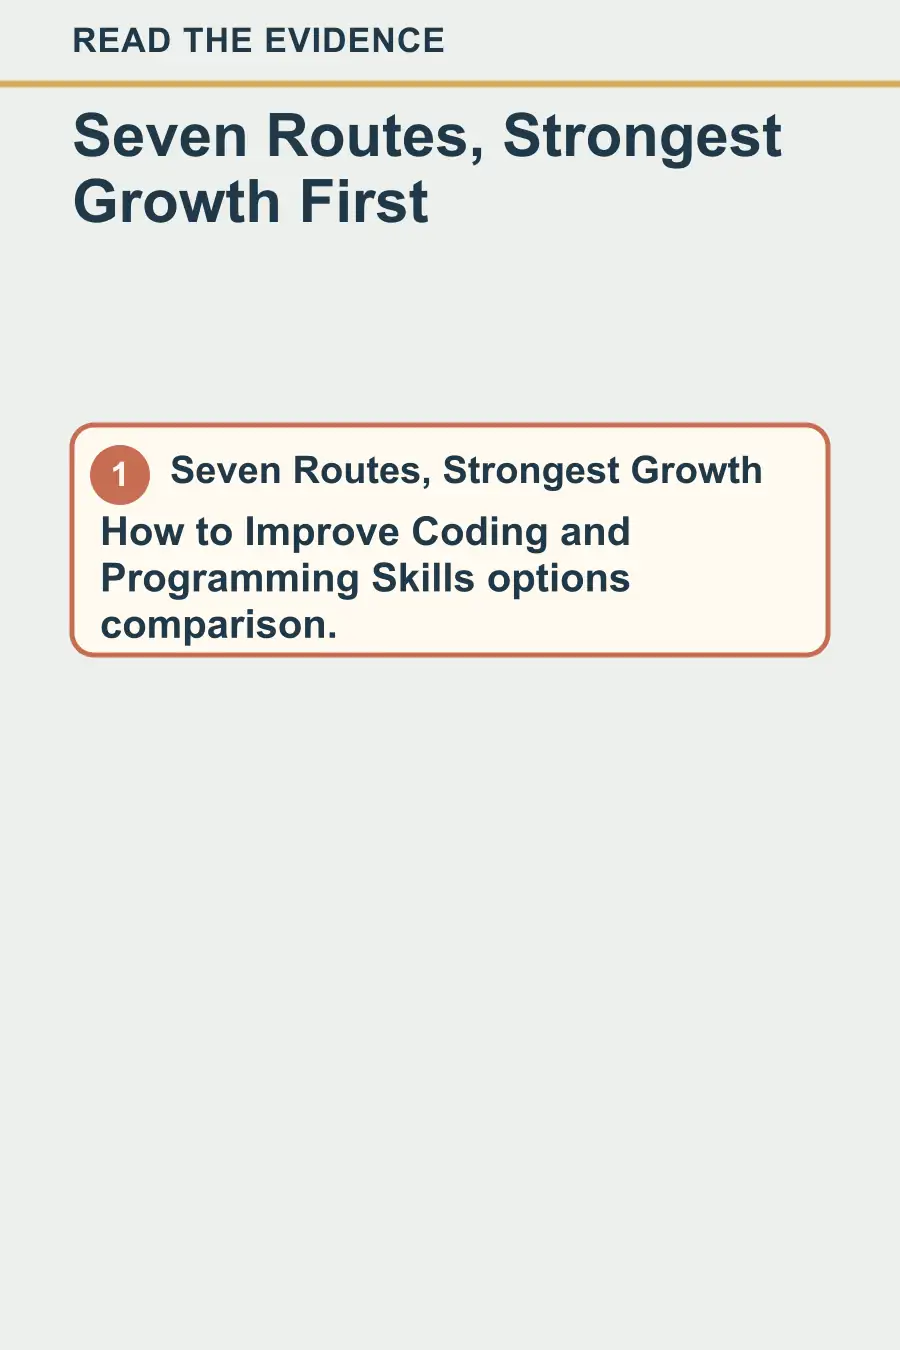 READ THE EVIDENCE
Seven Routes, Strongest
Growth First
1 Seven Routes, Strongest Growth
How to Improve Coding and
Programming Skills options
comparison.